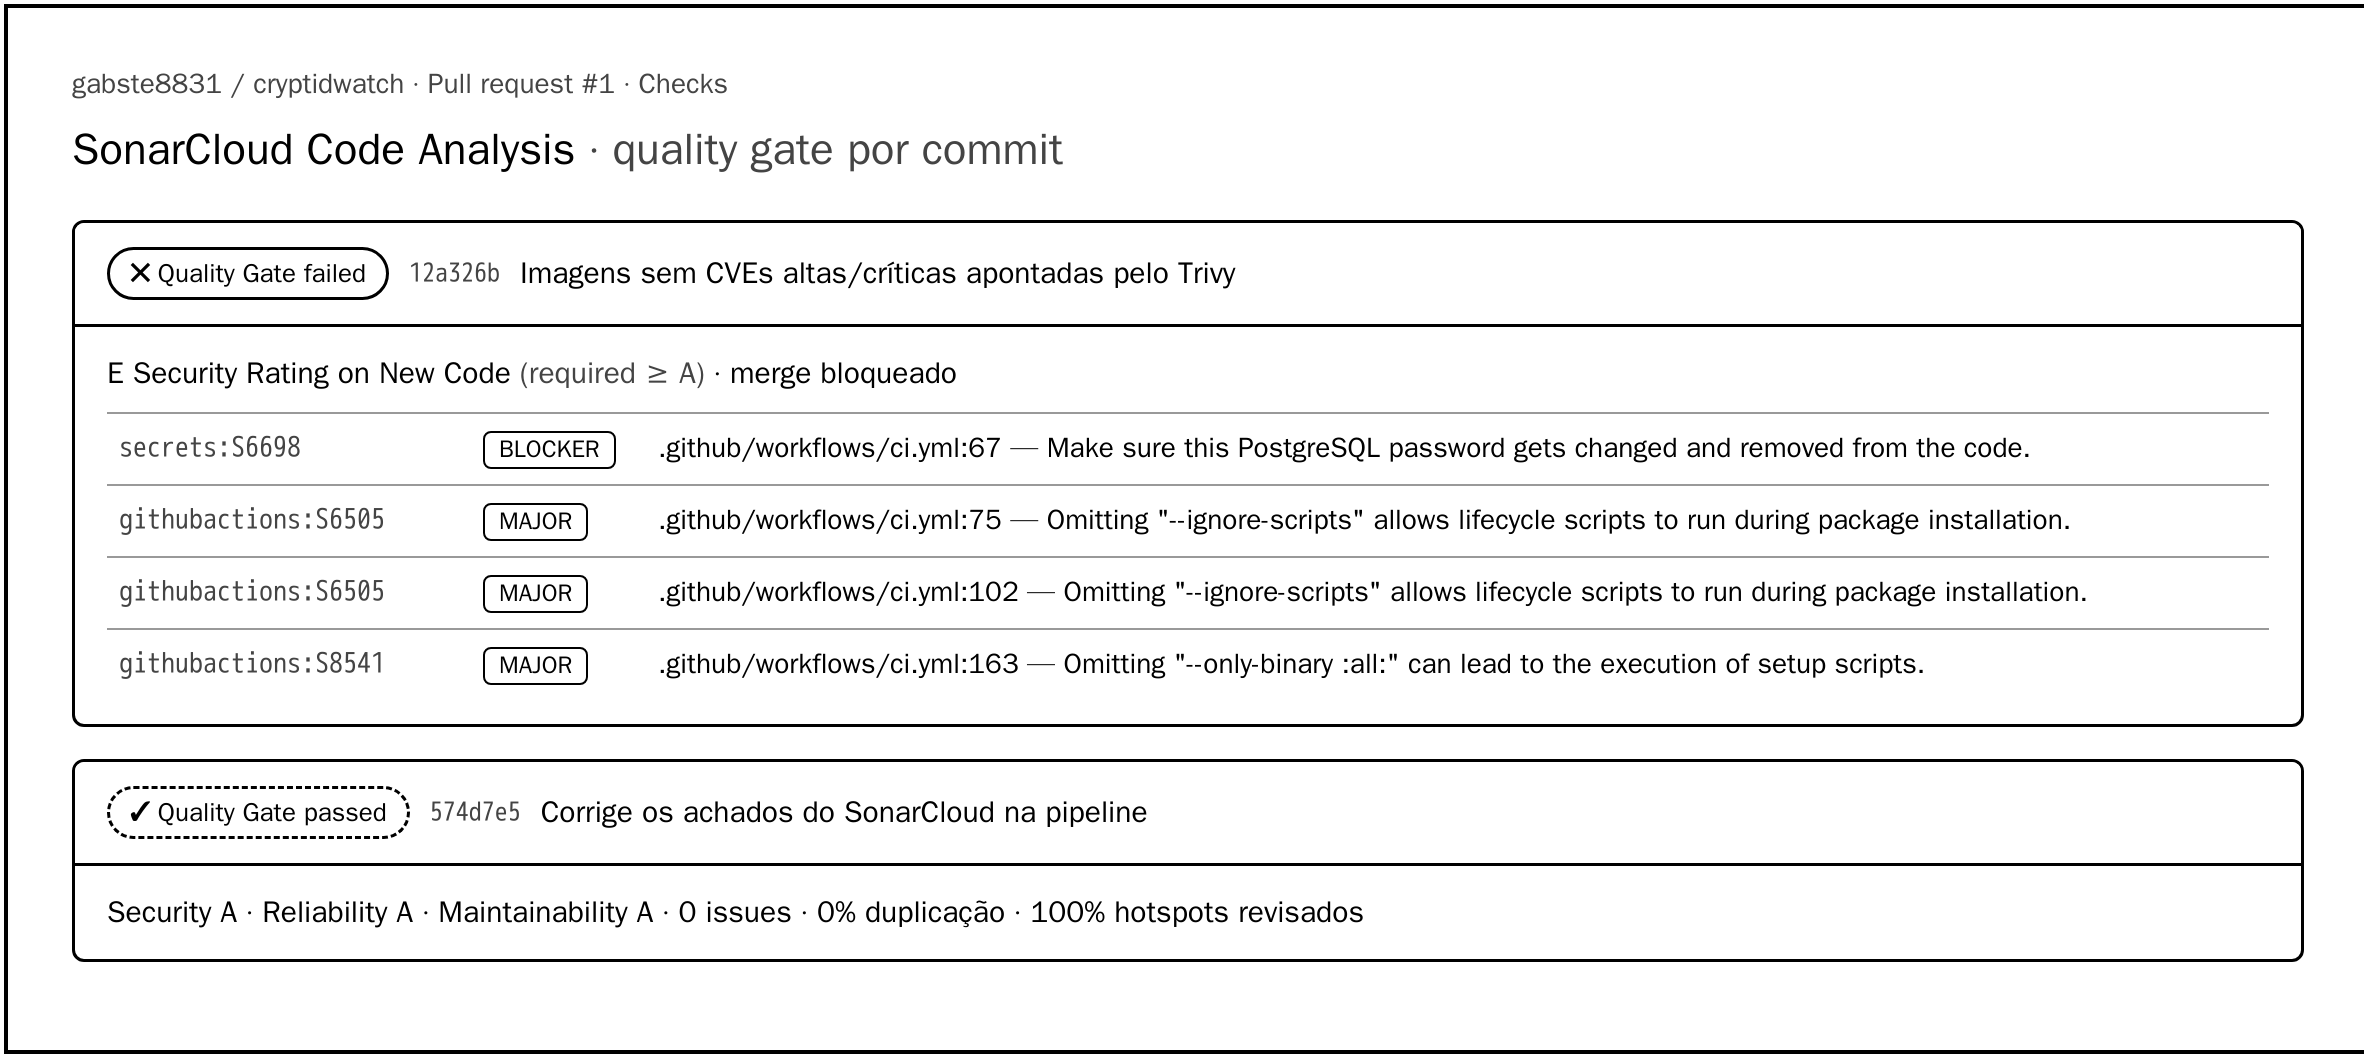 gabste8831 / cryptidwatch · Pull request #1 · Checks
SonarCloud Code Analysis · quality gate por commit
✕ Quality Gate failed 12a326b Imagens sem CVEs altas/críticas apontadas pelo Trivy
E Security Rating on New Code (required ≥ A) · merge bloqueado
secrets:S6698 BLOCKER .github/workflows/ci.yml:67 — Make sure this PostgreSQL password gets changed and removed from the code.
githubactions:S6505 MAJOR .github/workflows/ci.yml:75 — Omitting "--ignore-scripts" allows lifecycle scripts to run during package installation.
githubactions:S6505 MAJOR .github/workflows/ci.yml:102 — Omitting "--ignore-scripts" allows lifecycle scripts to run during package installation.
githubactions:S8541 MAJOR .github/workflows/ci.yml:163 — Omitting "--only-binary :all:" can lead to the execution of setup scripts.
✓ Quality Gate passed 574d7e5 Corrige os achados do SonarCloud na pipeline
Security A · Reliability A · Maintainability A · 0 issues · 0% duplicação · 100% hotspots revisados